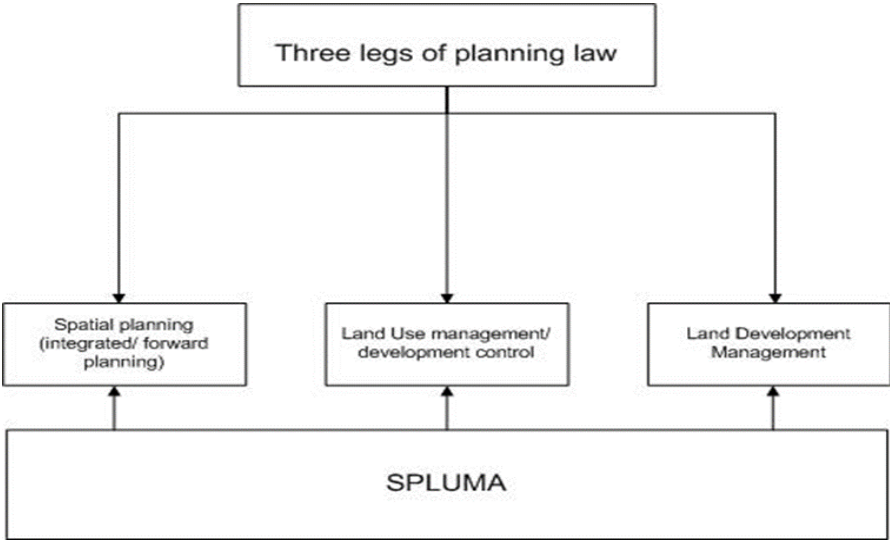 Three legs of planning law
Spatial planning
(integrated/ forward
planning)
Land Use management/
development control
Land Development
Management
SPLUMA